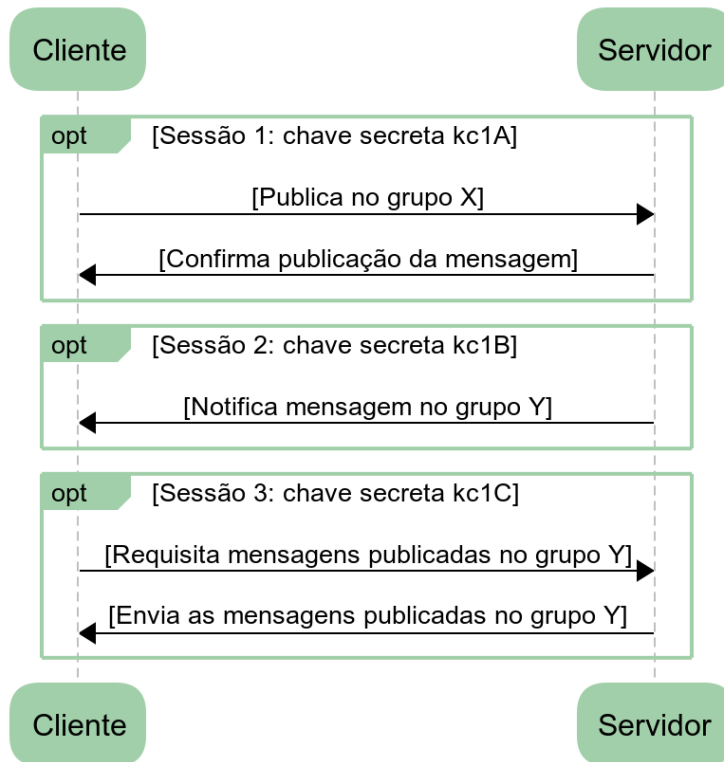 Cliente
Servidor
opt
[Sessão 1: chave secreta kc1A]
[Publica no grupo X]
[Confirma publicação da mensagem]
opt
[Sessão 2: chave secreta kc1B]
[Notifica mensagem no grupo Y]
opt
[Sessão 3: chave secreta kc1C]
[Requisita mensagens publicadas no grupo Y]
[Envia as mensagens publicadas no grupo Y]
Cliente
Servidor